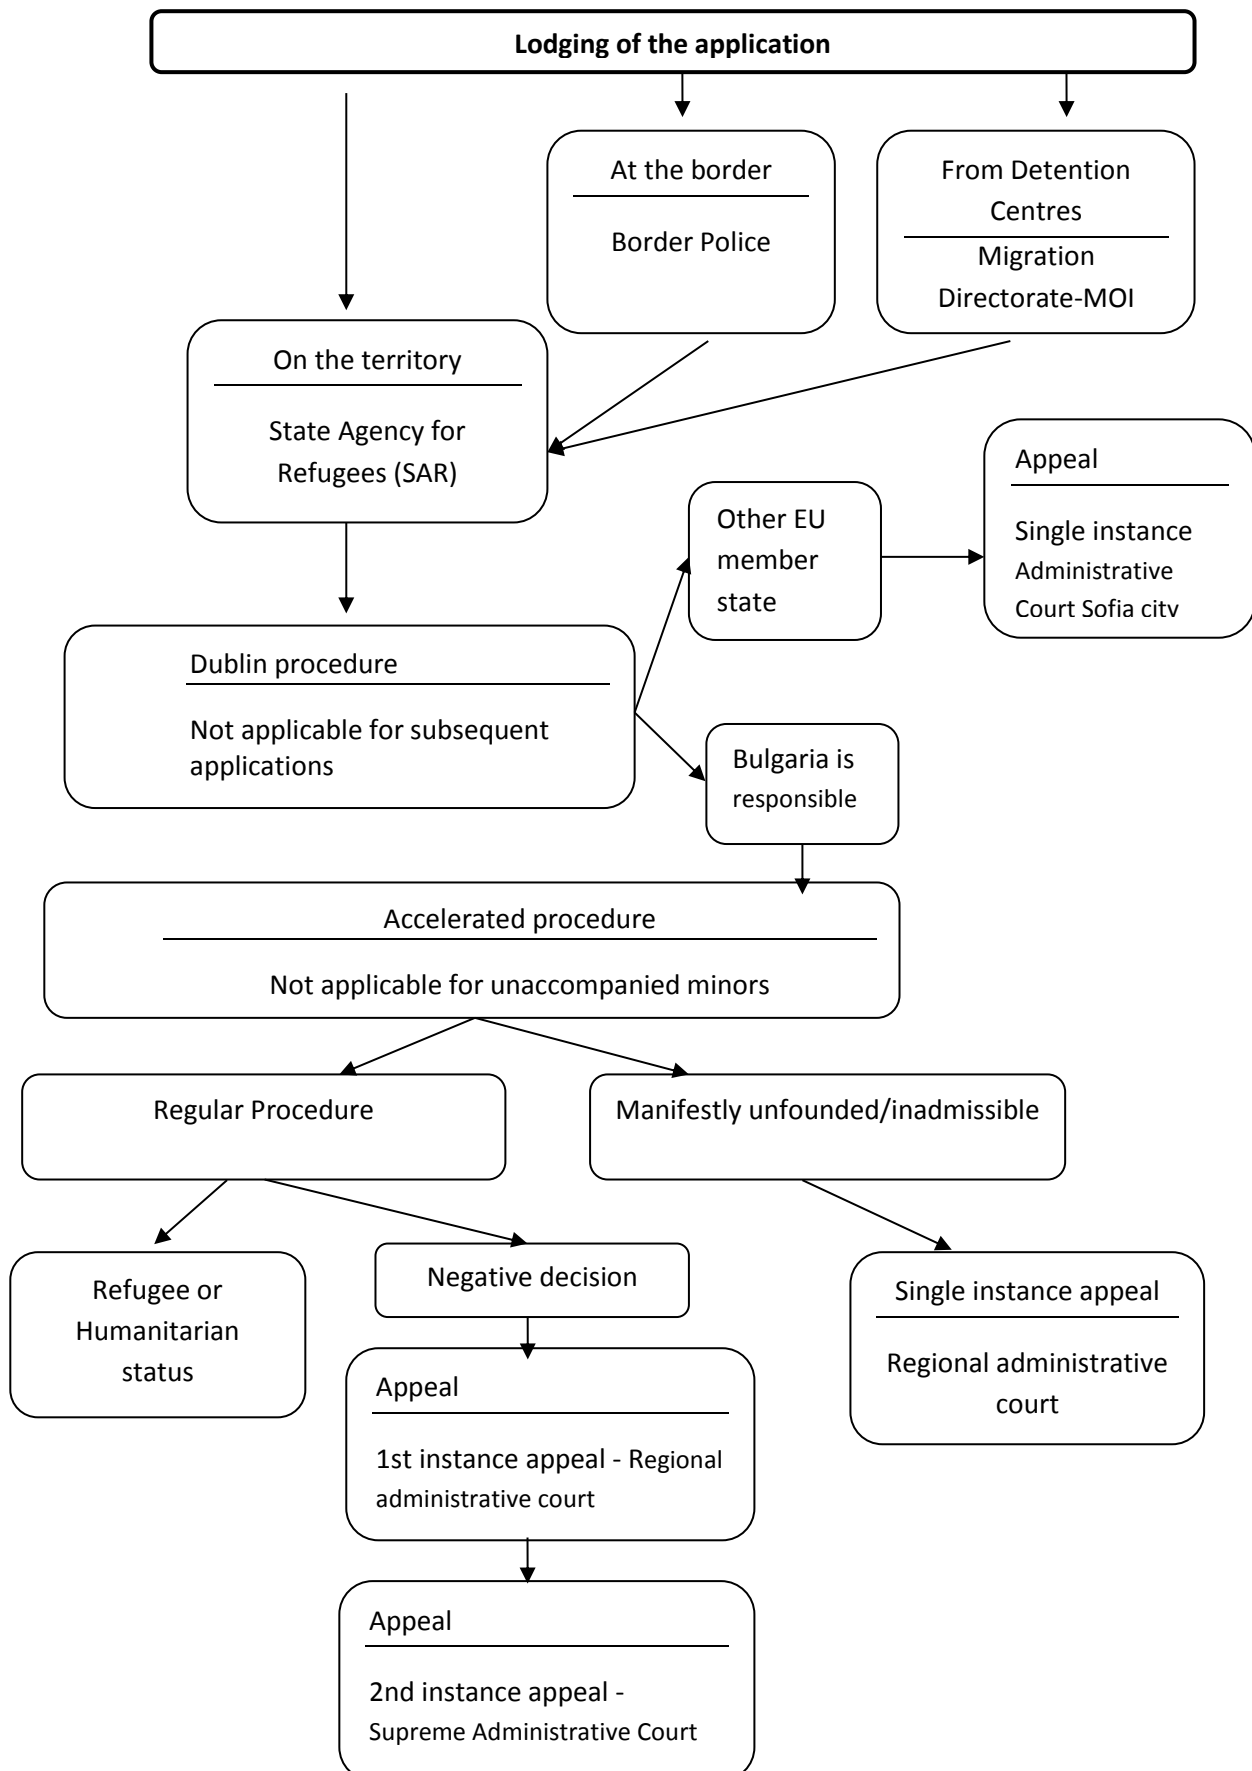 Lodging of the application
At the border
Border Police
From Detention
Centres
Migration
Directorate-MOI
On the territory
State Agency for
Refugees (SAR)
Appeal
Single instance
Administrative
Court Sofia city
Other EU
member
state
Dublin procedure
Not applicable for subsequent
applications
Bulgaria is
responsible
Accelerated procedure
Not applicable for unaccompanied minors
Regular Procedure
Manifestly unfounded/inadmissible
Refugee or
Humanitarian
status
Negative decision
Single instance appeal
Regional administrative
court
Appeal
1st instance appeal - Regional
administrative court
Appeal
2nd instance appeal -
Supreme Administrative Court